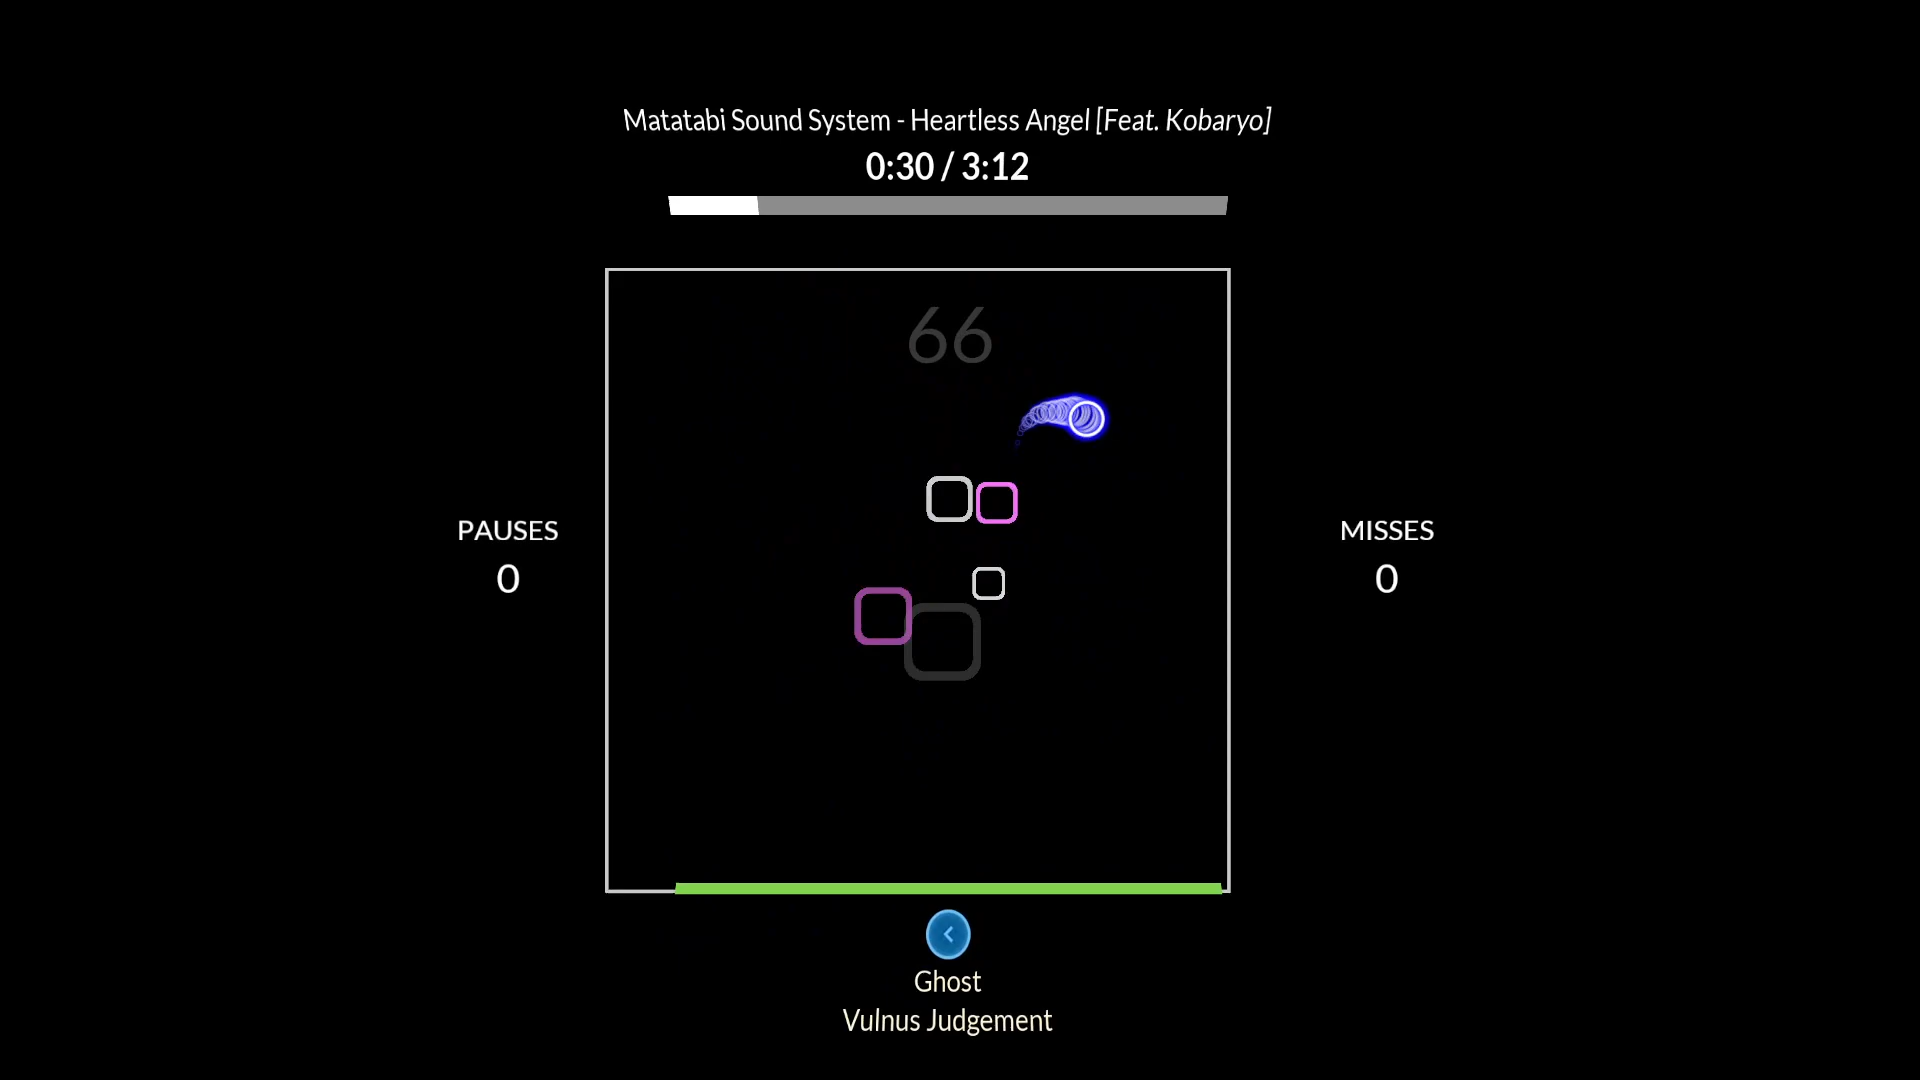 Matatabi Sound System - Heartless Angel [Feat. Kobaryo]
0:30 / 3:12
66
PAUSES
0
MISSES
0
Ghost
Vulnus Judgement